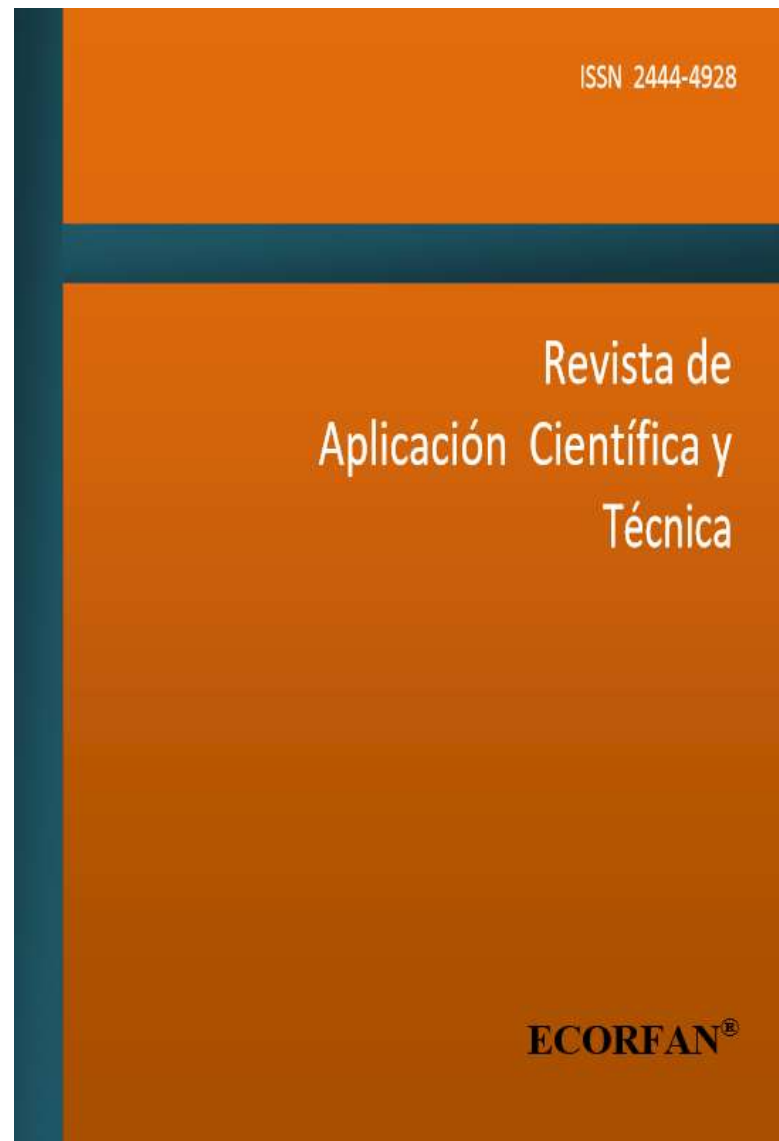 ISSN 2444-4928
Revista de
Aplicación Científica y
Técnica
ECORFAN®